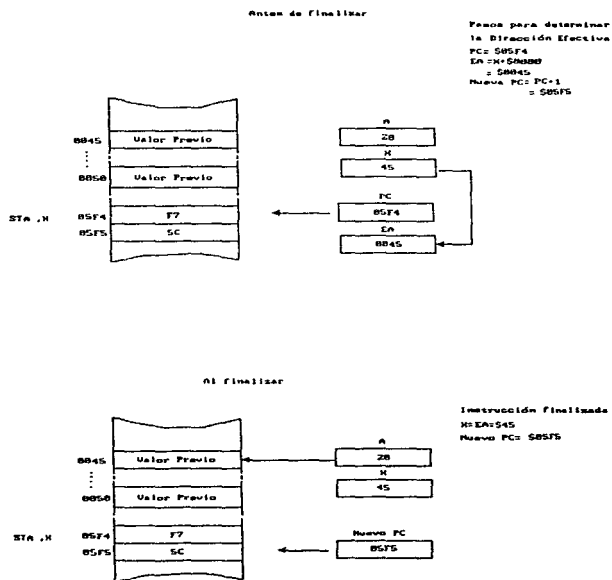 Antes de finalizar
Pasos para determinar
la Dirección Efectiva
PC= $05F4
EA =X+$0000
= $0045
Nueva PC= PC+1
= $05F5
A
20
X
45
PC
05F4
EA
0045
0045 Valor Previo
0050 Valor Previo
STA ,X 05F4 F7
05F5 5C
Al finalizar
Instrucción finalizada
X=EA=$45
Nuevo PC= $05F5
A
20
X
45
Nuevo PC
05F5
0045 Valor Previo
0050 Valor Previo
STA ,X 05F4 F7
05F5 5C